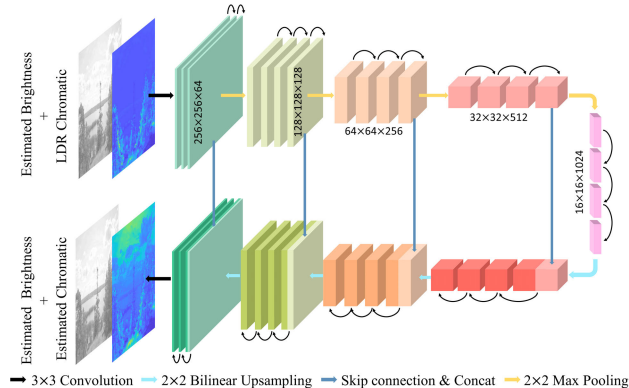 Estimated Brightness
+
LDR Chromatic
256×256×64
128×128×128
64×64×256
32×32×512
16×16×1024
Estimated Brightness
+
Estimated Chromatic
3×3 Convolution
2×2 Bilinear Upsampling
Skip connection & Concat
2×2 Max Pooling